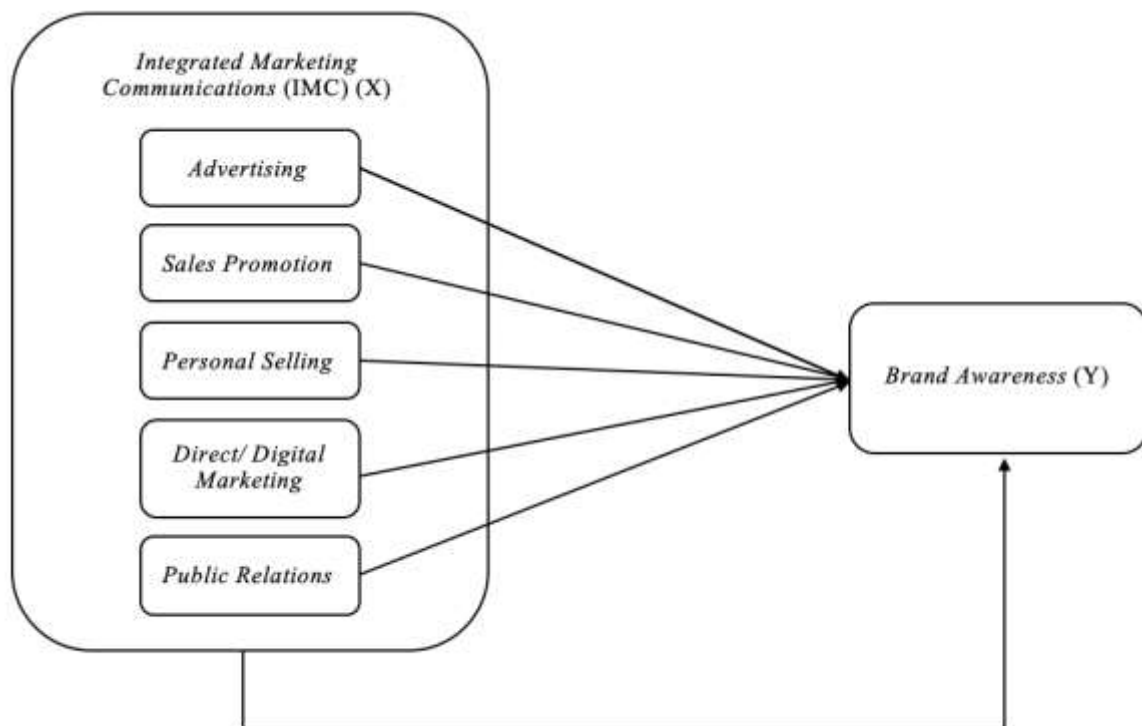 Integrated Marketing
Communications (IMC) (X)
Advertising
Sales Promotion
Personal Selling
Direct/ Digital
Marketing
Public Relations
Brand Awareness (Y)